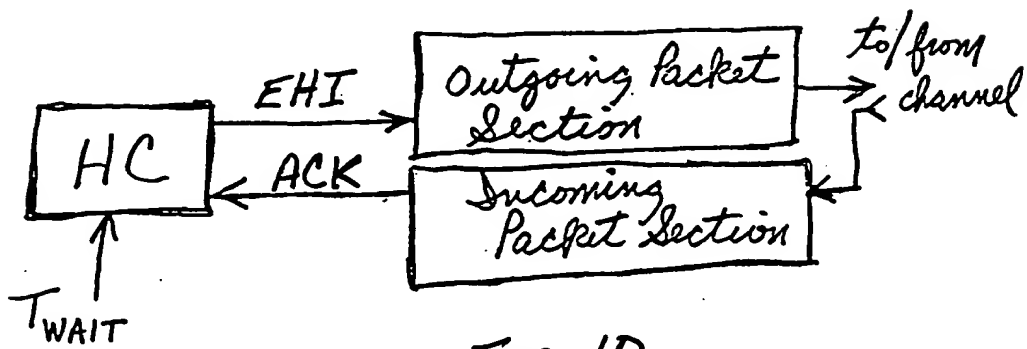 HC
EHI
ACK
TWAIT
Outgoing Packet
Section
Incoming
Packet Section
to/from
channel